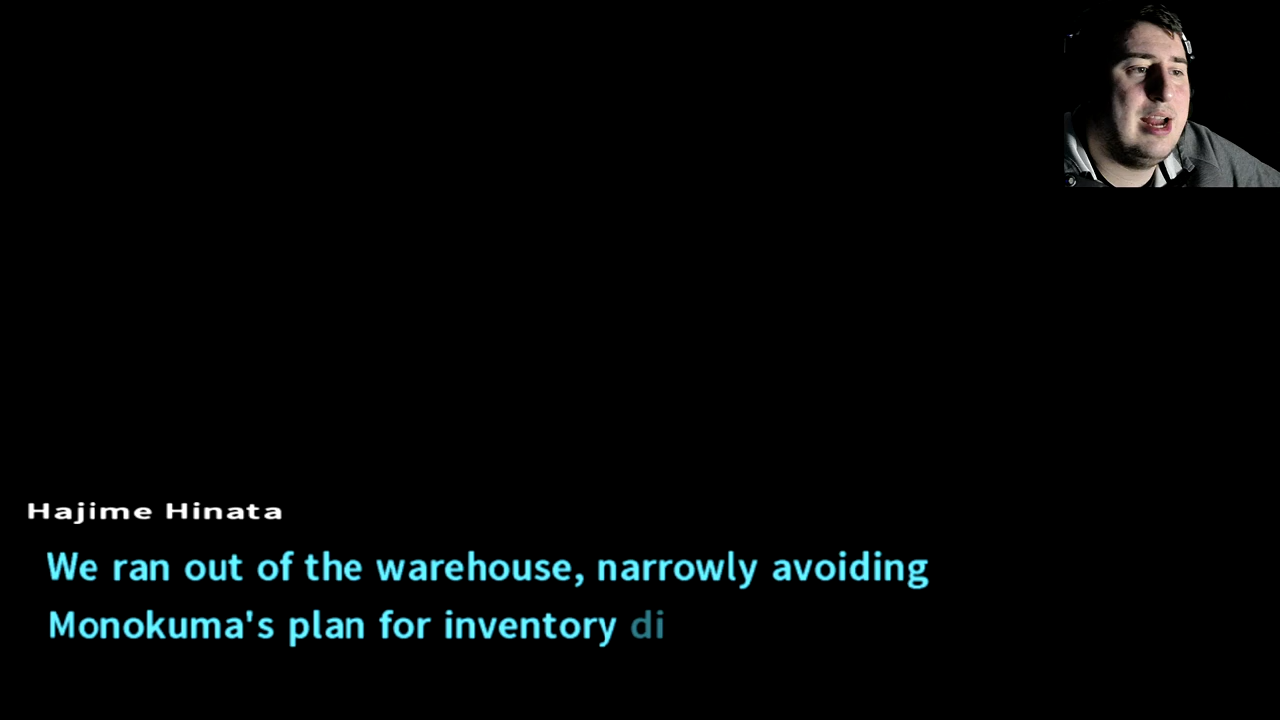 Hajime Hinata
We ran out of the warehouse, narrowly avoiding
Monokuma's plan for inventory di